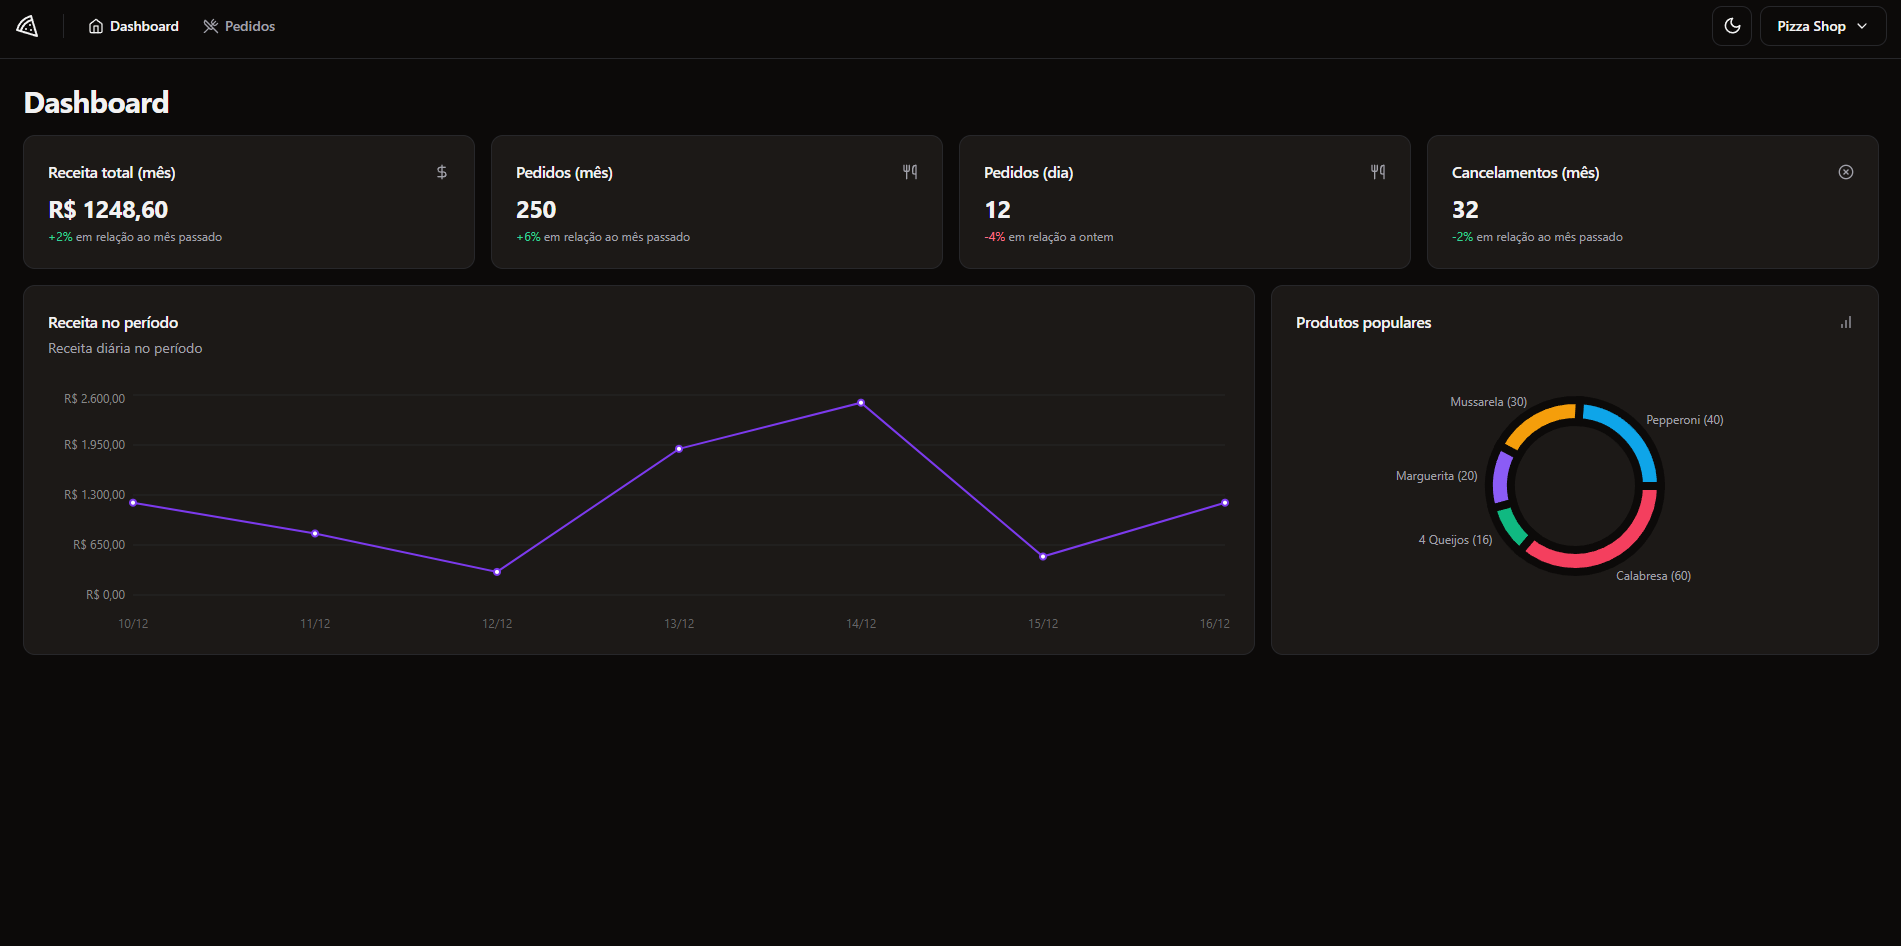 Dashboard
Pedidos
Pizza Shop
Dashboard
Receita total (mês)
R$ 1248,60
+2% em relação ao mês passado
Pedidos (mês)
250
+6% em relação ao mês passado
Pedidos (dia)
12
-4% em relação a ontem
Cancelamentos (mês)
32
-2% em relação ao mês passado
Receita no período
Receita diária no período
R$ 2.600,00
R$ 1.950,00
R$ 1.300,00
R$ 650,00
R$ 0,00
10/12
11/12
12/12
13/12
14/12
15/12
16/12
Produtos populares
Mussarela (30)
Pepperoni (40)
Marguerita (20)
4 Queijos (16)
Calabresa (60)